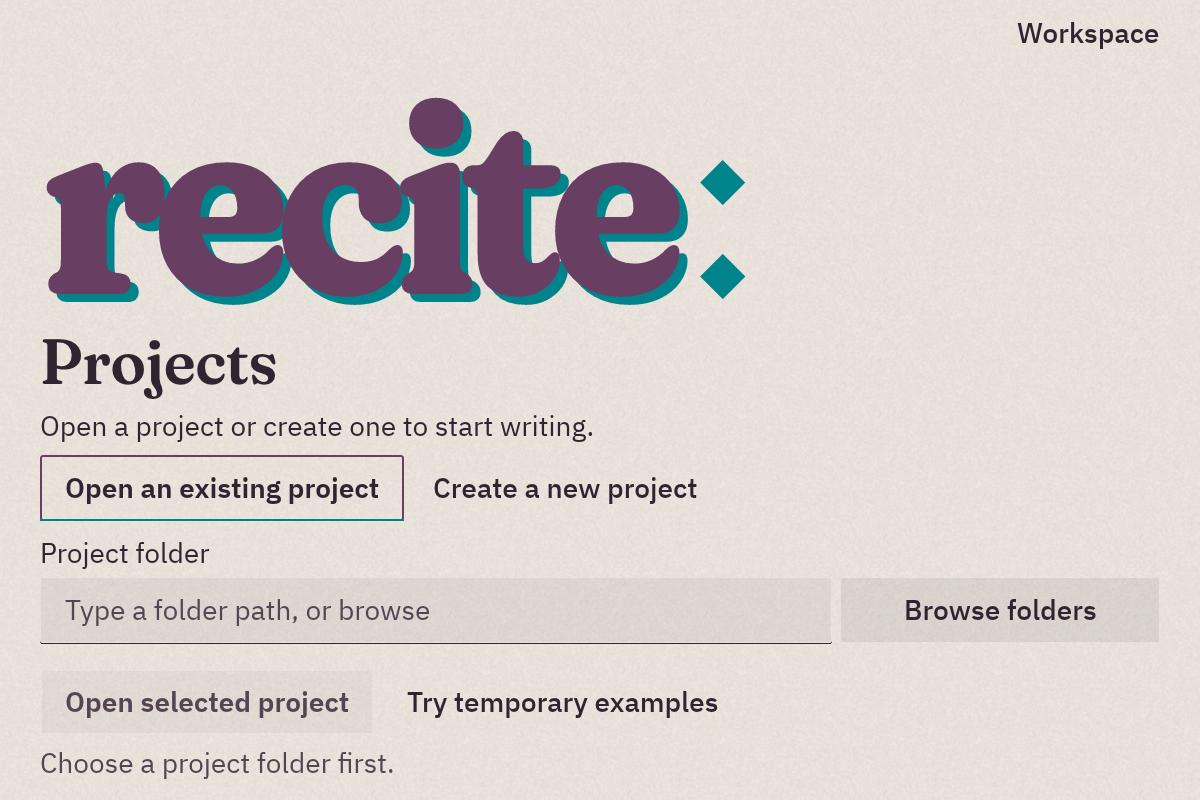 Workspace
recite:
Projects
Open a project or create one to start writing.
Open an existing project Create a new project
Project folder
Type a folder path, or browse Browse folders
Open selected project Try temporary examples
Choose a project folder first.